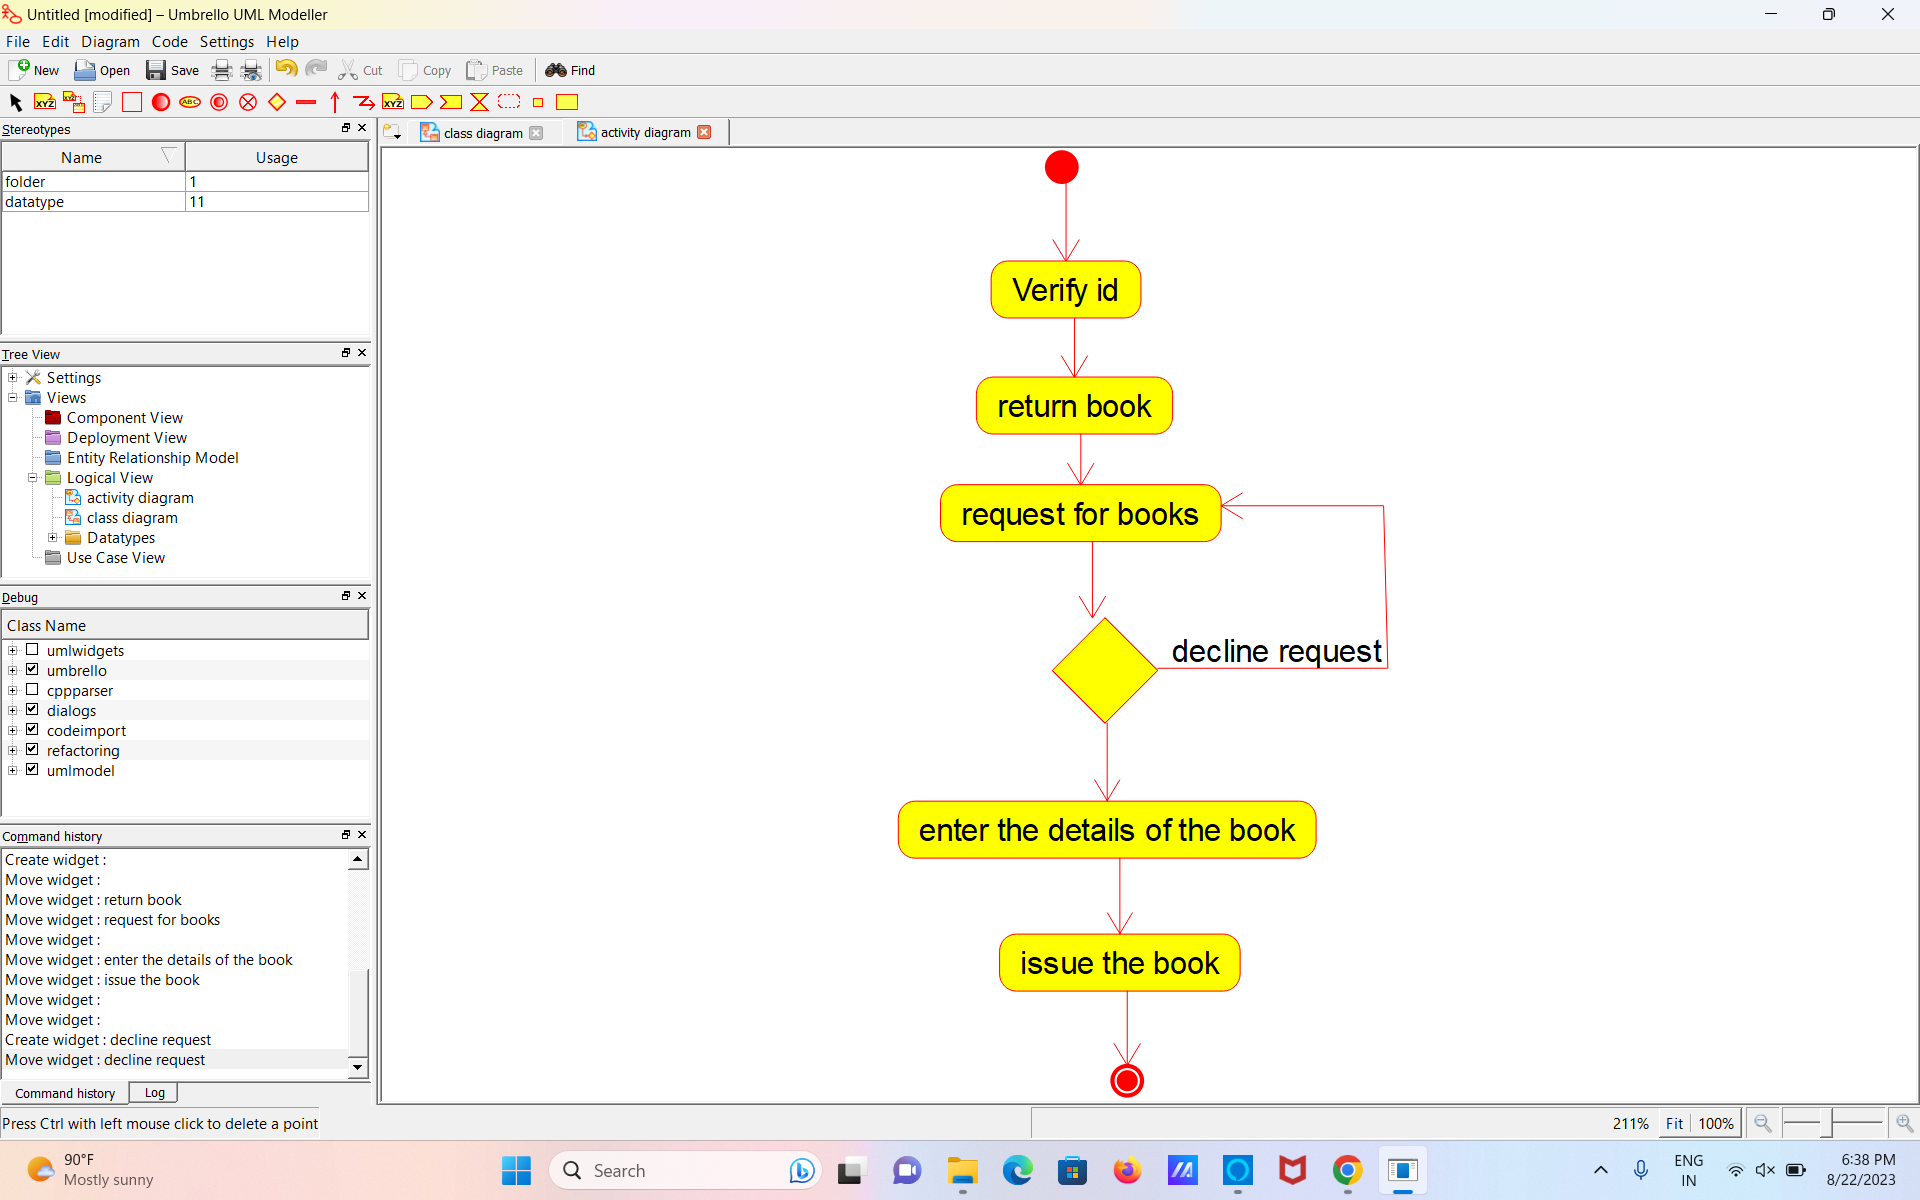 Untitled [modified] – Umbrello UML Modeller
File Edit Diagram Code Settings Help
New Open Save Cut Copy Paste Find
XYZ XYZ ABC XYZ
Stereotypes
Name Usage
folder 1
datatype 11
Tree View
Settings
Views
Component View
Deployment View
Entity Relationship Model
Logical View
activity diagram
class diagram
Datatypes
Use Case View
Debug
Class Name
umlwidgets
umbrello
cppparser
dialogs
codeimport
refactoring
umlmodel
Command history
Create widget :
Move widget :
Move widget : return book
Move widget : request for books
Move widget :
Move widget : enter the details of the book
Move widget : issue the book
Move widget :
Move widget :
Create widget : decline request
Move widget : decline request
Command history Log
class diagram activity diagram
Verify id
return book
request for books
decline request
enter the details of the book
issue the book
Press Ctrl with left mouse click to delete a point
211% Fit 100%
90°F
Mostly sunny
Search
ENG
IN
6:38 PM
8/22/2023